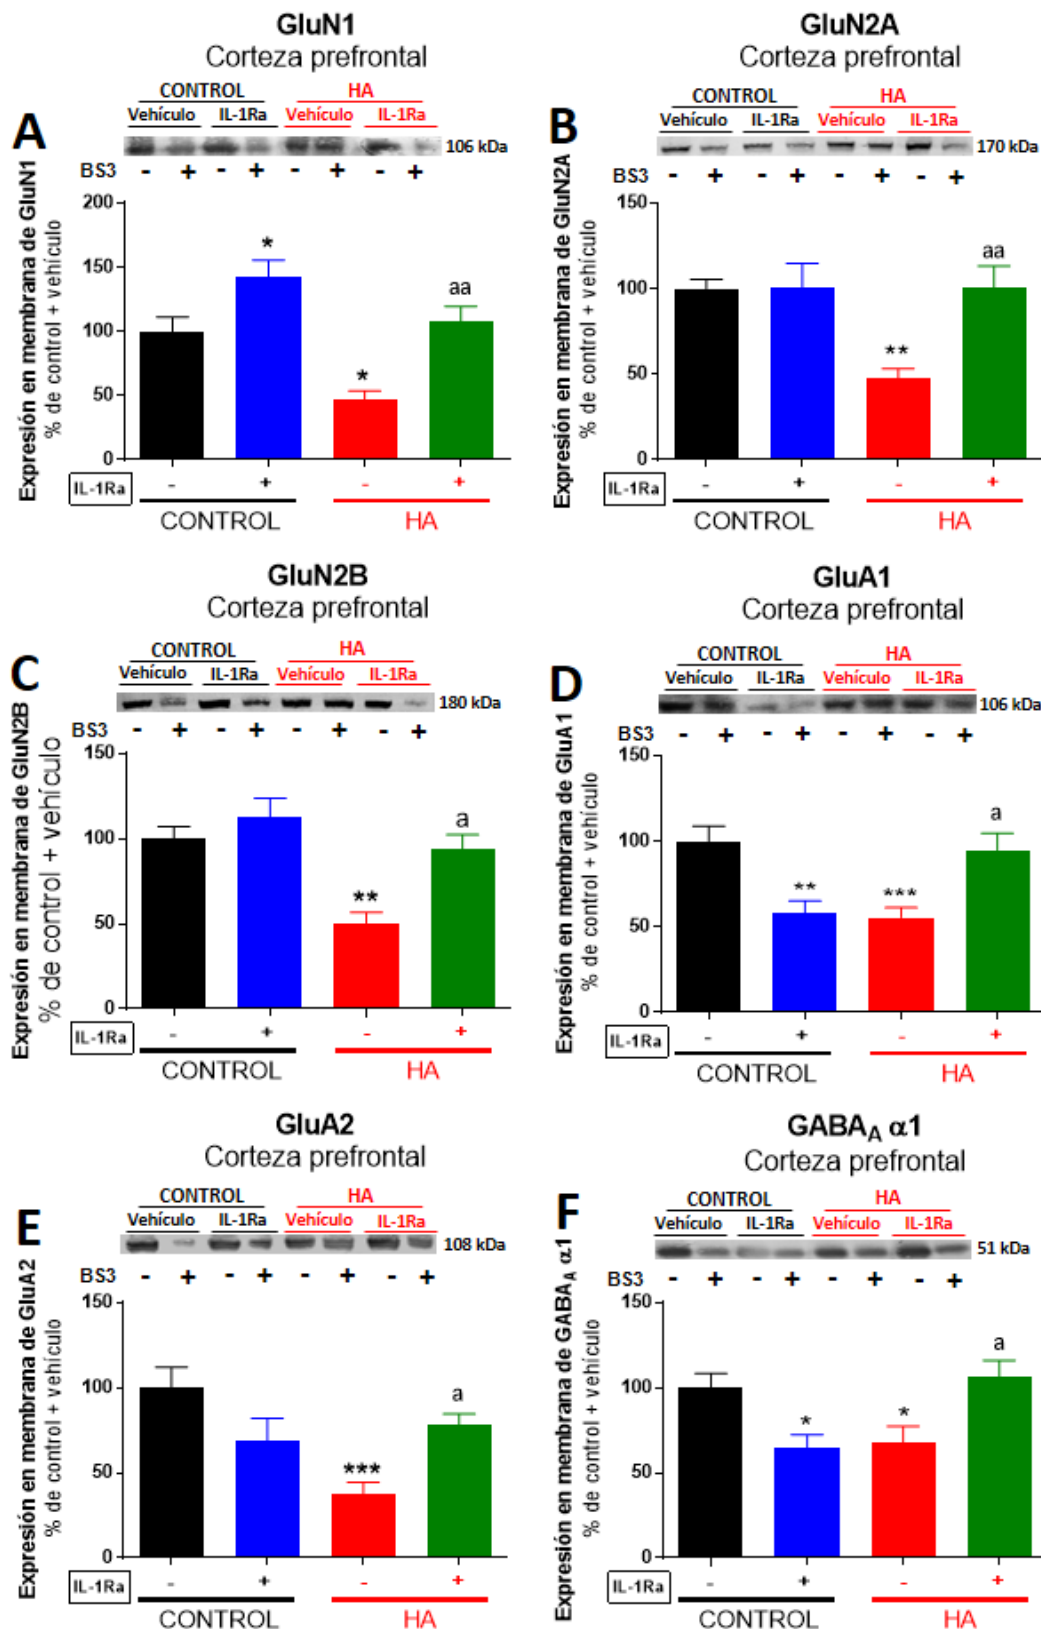 GluN1
Corteza prefrontal
A
CONTROL HA
Vehículo IL-1Ra Vehículo IL-1Ra
106 kDa
BS3 - + - + - + - +
Expresión en membrana de GluN1
% de control + vehículo
200
150
100
50
0
* * aa
IL-1Ra - + - +
CONTROL HA
GluN2A
Corteza prefrontal
B
CONTROL HA
Vehículo IL-1Ra Vehículo IL-1Ra
170 kDa
BS3 - + - + - + - +
Expresión en membrana de GluN2A
% de control + vehículo
150
100
50
0
** aa
IL-1Ra - + - +
CONTROL HA
GluN2B
Corteza prefrontal
C
CONTROL HA
Vehículo IL-1Ra Vehículo IL-1Ra
180 kDa
BS3 - + - + - + - +
Expresión en membrana de GluN2B
% de control + vehículo
150
100
50
0
** a
IL-1Ra - + - +
CONTROL HA
GluA1
Corteza prefrontal
D
CONTROL HA
Vehículo IL-1Ra Vehículo IL-1Ra
106 kDa
BS3 - + - + - + - +
Expresión en membrana de GluA1
% de control + vehículo
150
100
50
0
** *** a
IL-1Ra - + - +
CONTROL HA
GluA2
Corteza prefrontal
E
CONTROL HA
Vehículo IL-1Ra Vehículo IL-1Ra
108 kDa
BS3 - + - + - + - +
Expresión en membrana de GluA2
% de control + vehículo
150
100
50
0
*** a
IL-1Ra - + - +
CONTROL HA
GABAA α1
Corteza prefrontal
F
CONTROL HA
Vehículo IL-1Ra Vehículo IL-1Ra
51 kDa
BS3 - + - + - + - +
Expresión en membrana de GABAA α1
% de control + vehículo
150
100
50
0
* * a
IL-1Ra - + - +
CONTROL HA